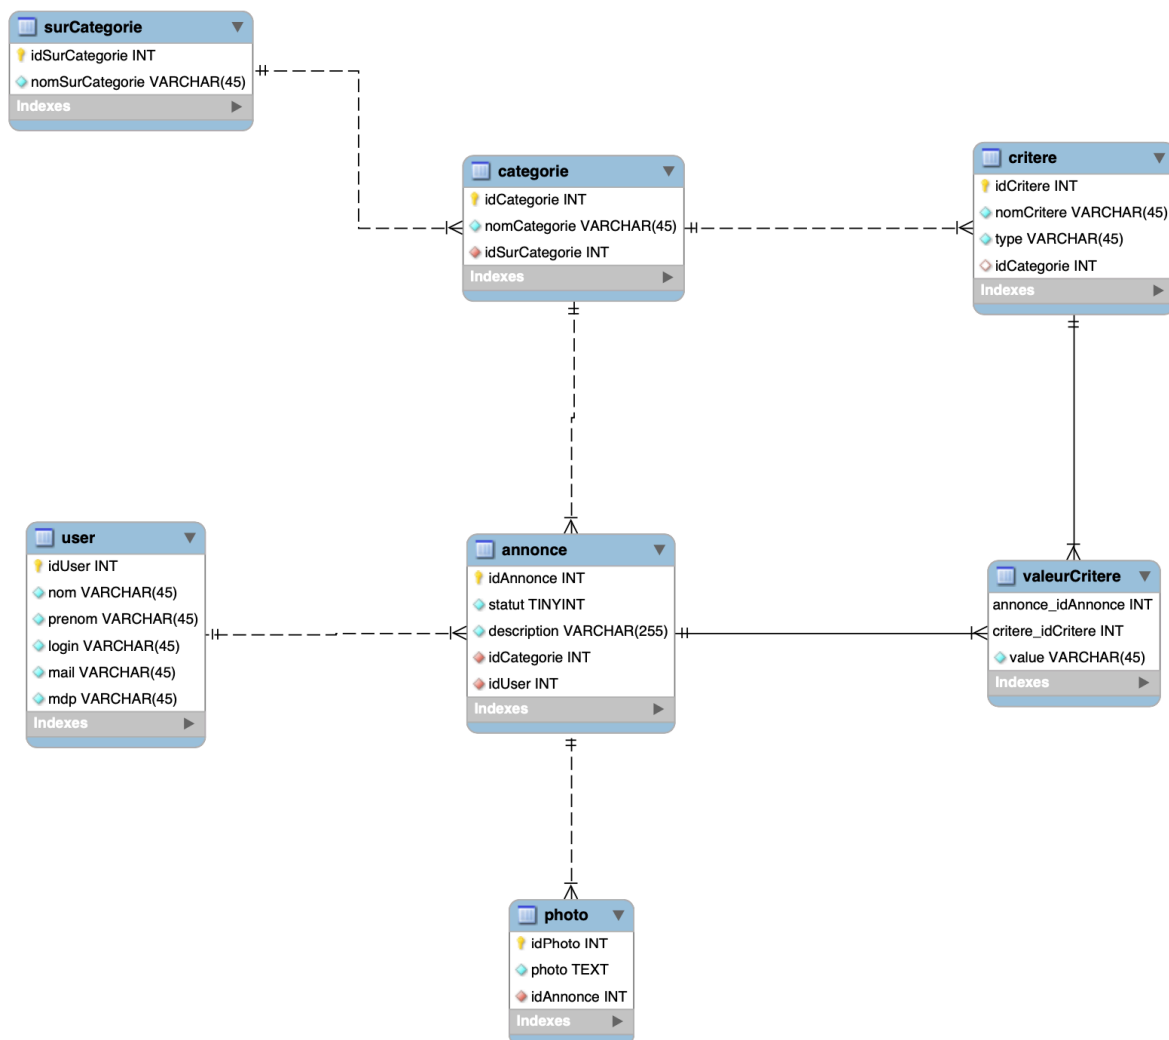 surCategorie
idSurCategorie INT
nomSurCategorie VARCHAR(45)
Indexes
categorie
idCategorie INT
nomCategorie VARCHAR(45)
idSurCategorie INT
Indexes
critere
idCritere INT
nomCritere VARCHAR(45)
type VARCHAR(45)
idCategorie INT
Indexes
user
idUser INT
nom VARCHAR(45)
prenom VARCHAR(45)
login VARCHAR(45)
mail VARCHAR(45)
mdp VARCHAR(45)
Indexes
annonce
idAnnonce INT
statut TINYINT
description VARCHAR(255)
idCategorie INT
idUser INT
Indexes
valeurCritere
annonce_idAnnonce INT
critere_idCritere INT
value VARCHAR(45)
Indexes
photo
idPhoto INT
photo TEXT
idAnnonce INT
Indexes